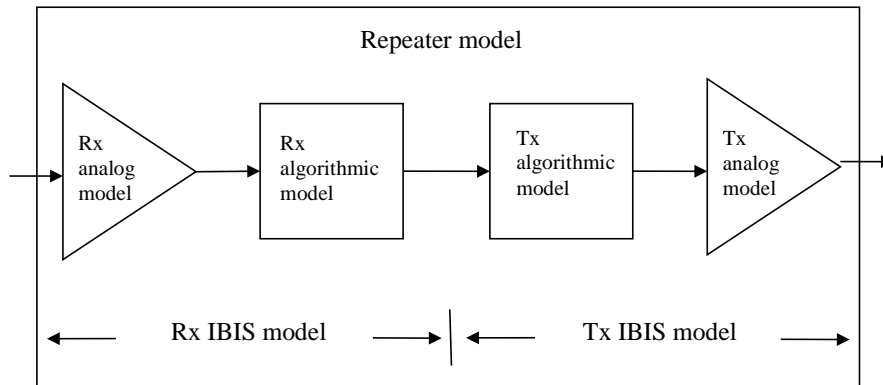 Repeater model
Rx
analog
model
Rx
algorithmic
model
Tx
algorithmic
model
Tx
analog
model
Rx IBIS model
Tx IBIS model